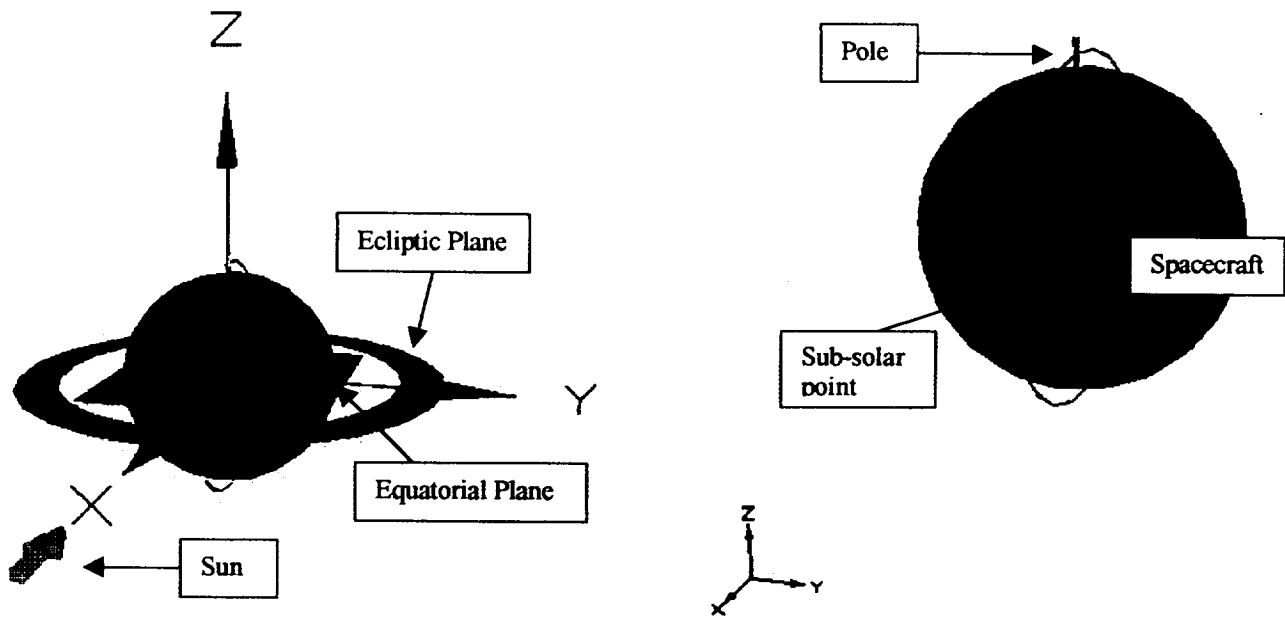 Z
Ecliptic Plane
Y
Equatorial Plane
X
Sun
Pole
Spacecraft
Sub-solar
point
Z
Y
X